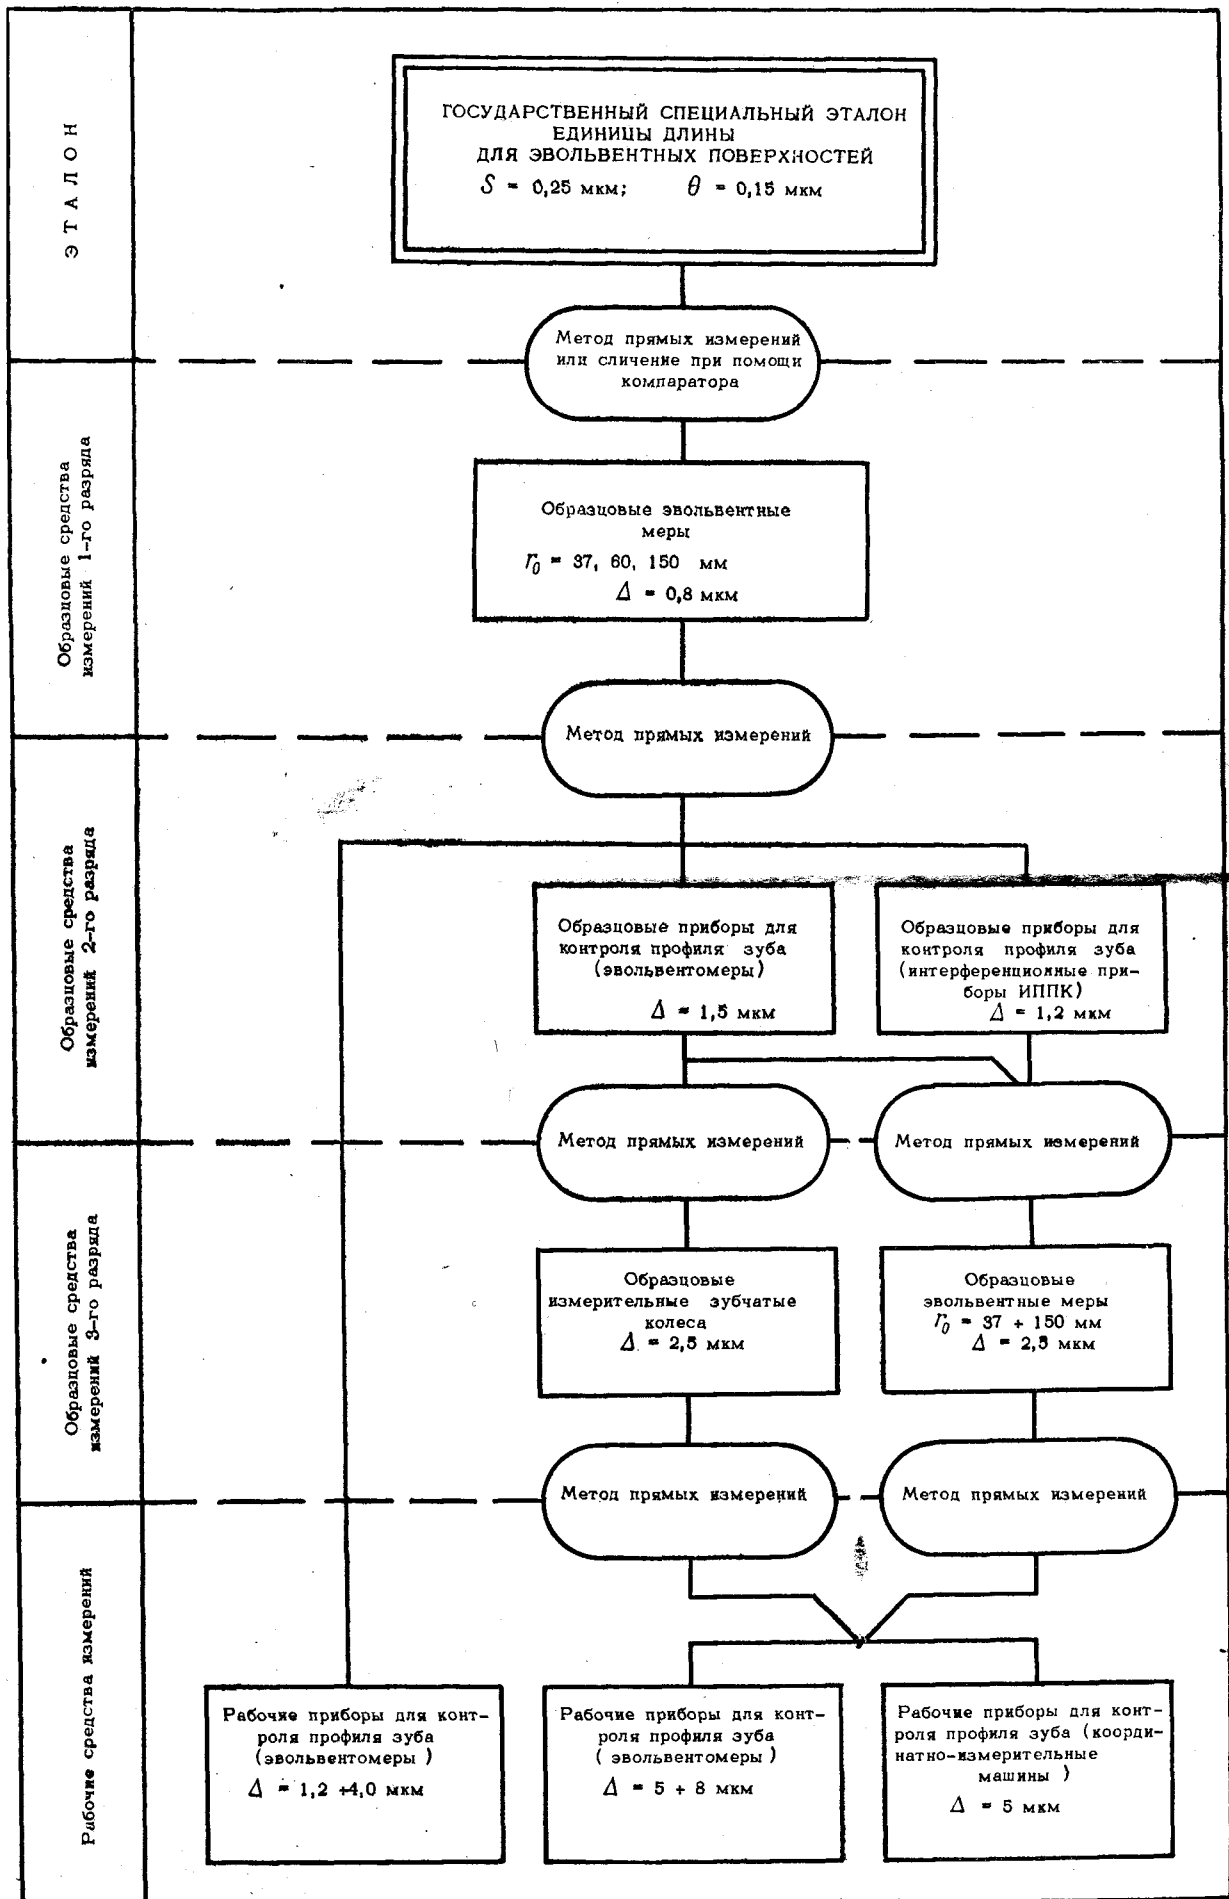 Э Т А Л О Н
ГОСУДАРСТВЕННЫЙ СПЕЦИАЛЬНЫЙ ЭТАЛОН
ЕДИНИЦЫ ДЛИНЫ
ДЛЯ ЭВОЛЬВЕНТНЫХ ПОВЕРХНОСТЕЙ
S = 0,25 мкм; θ = 0,15 мкм
Метод прямых измерений
или сличение при помощи
компаратора
Образцовые средства
измерений 1-го разряда
Образцовые эвольвентные
меры
r₀ = 37, 60, 150 мм
Δ = 0,8 мкм
Метод прямых измерений
Образцовые средства
измерений 2-го разряда
Образцовые приборы для
контроля профиля зуба
(эвольвентомеры)
Δ = 1,5 мкм
Образцовые приборы для
контроля профиля зуба
(интерференционные при-
боры ИППК)
Δ = 1,2 мкм
Метод прямых измерений
Метод прямых измерений
Образцовые средства
измерений 3-го разряда
Образцовые
измерительные зубчатые
колеса
Δ = 2,5 мкм
Образцовые
эвольвентные меры
r₀ = 37 + 150 мм
Δ = 2,5 мкм
Метод прямых измерений
Метод прямых измерений
Рабочие средства измерений
Рабочие приборы для конт-
роля профиля зуба
(эвольвентомеры )
Δ = 1,2 +4,0 мкм
Рабочие приборы для конт-
роля профиля зуба
( эвольвентомеры )
Δ = 5 + 8 мкм
Рабочие приборы для конт-
роля профиля зуба (коорди-
натно-измерительные
машины )
Δ = 5 мкм